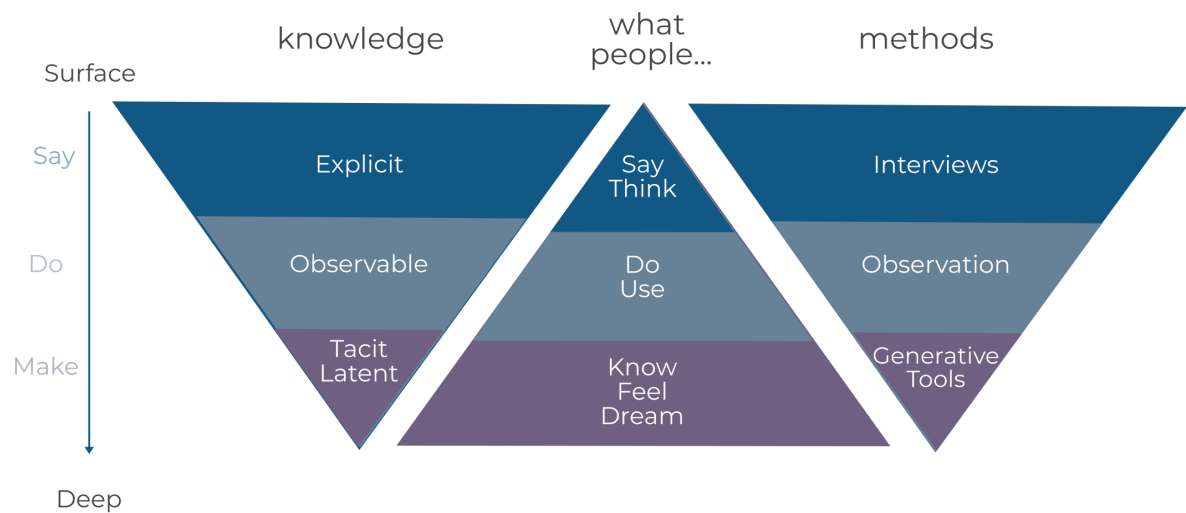 knowledge
what
people...
methods
Surface
Say
Explicit
Say
Think
Interviews
Do
Observable
Do
Use
Observation
Make
Tacit
Latent
Know
Feel
Dream
Generative
Tools
Deep